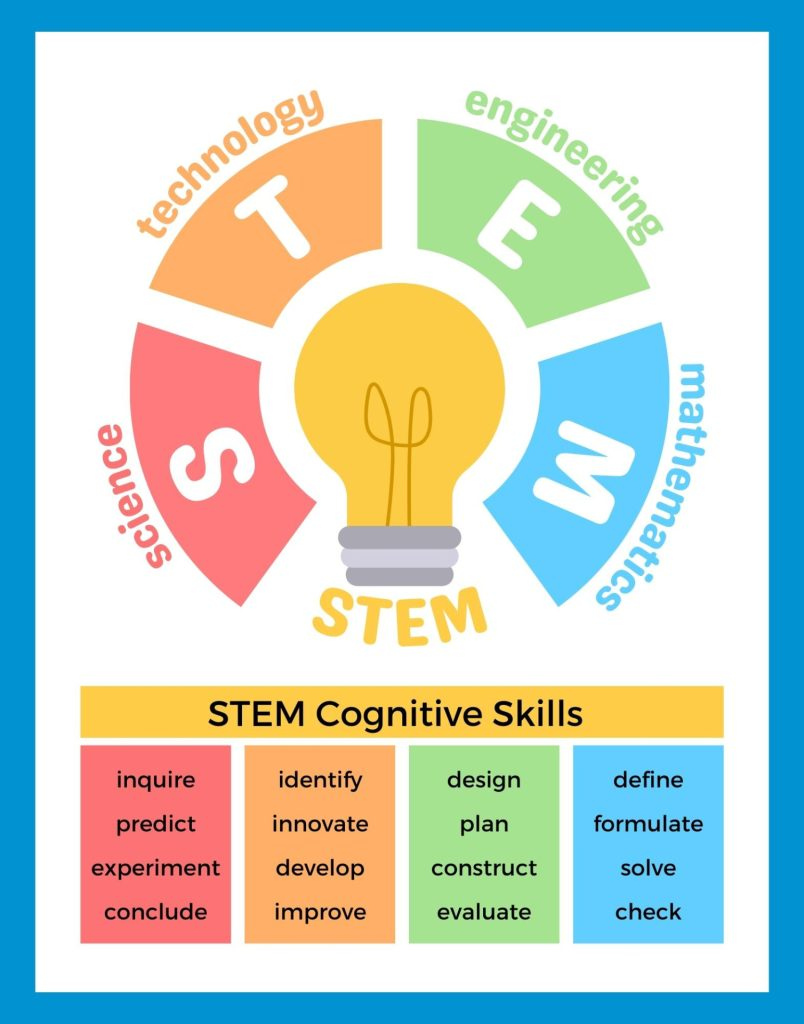 technology
engineering
science
mathematics
S
T
E
M
STEM
STEM Cognitive Skills
inquire
predict
experiment
conclude
identify
innovate
develop
improve
design
plan
construct
evaluate
define
formulate
solve
check